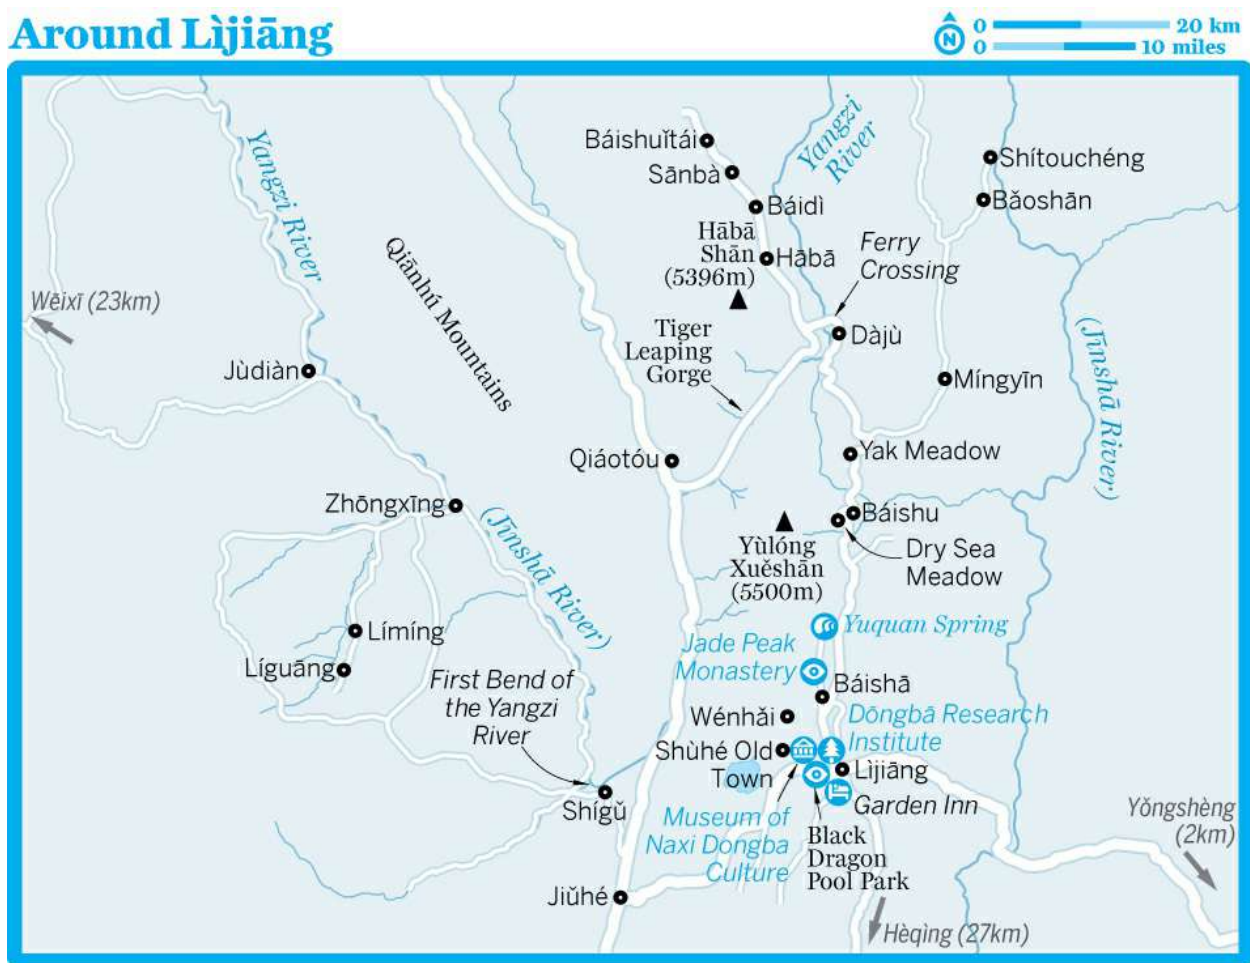 Around Lìjiāng
0 20 km
0 10 miles
N
Yangzi River
Yangzi
River
Báishuǐtái
Sānbà
Báidì
Hābā
Shān
(5396m)
Hābā
Shítouchéng
Bǎoshān
Ferry
Crossing
Qiānhú Mountains
Wēixī (23km)
Jùdiàn
Tiger
Leaping
Gorge
Dàjù
Míngyīn
(Jīnshā River)
Qiáotóu
Yak Meadow
Zhōngxīng
(Jīnshā River)
Báishu
Yùlóng
Xuěshān
(5500m)
Dry Sea
Meadow
Límíng
Líguāng
Yuquan Spring
Jade Peak
Monastery
First Bend of
the Yangzi
River
Báishā
Wénhǎi
Dōngbā Research
Institute
Shùhé Old
Town
Lìjiāng
Shígǔ
Garden Inn
Museum of
Naxi Dongba
Culture
Black
Dragon
Pool Park
Yǒngshèng
(2km)
Jiǔhé
Hèqìng (27km)